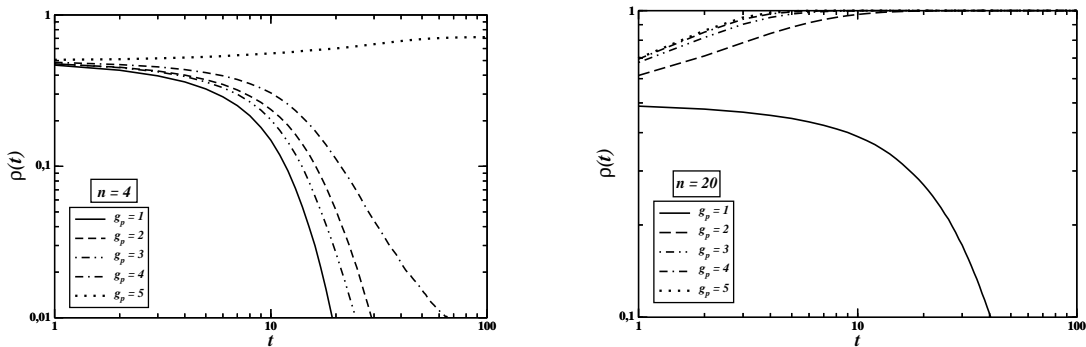 1
0,1
0,01
ρ(t)
n = 4
g_p = 1
g_p = 2
g_p = 3
g_p = 4
g_p = 5
1
10
100
t
1
0,1
ρ(t)
n = 20
g_p = 1
g_p = 2
g_p = 3
g_p = 4
g_p = 5
1
10
100
t